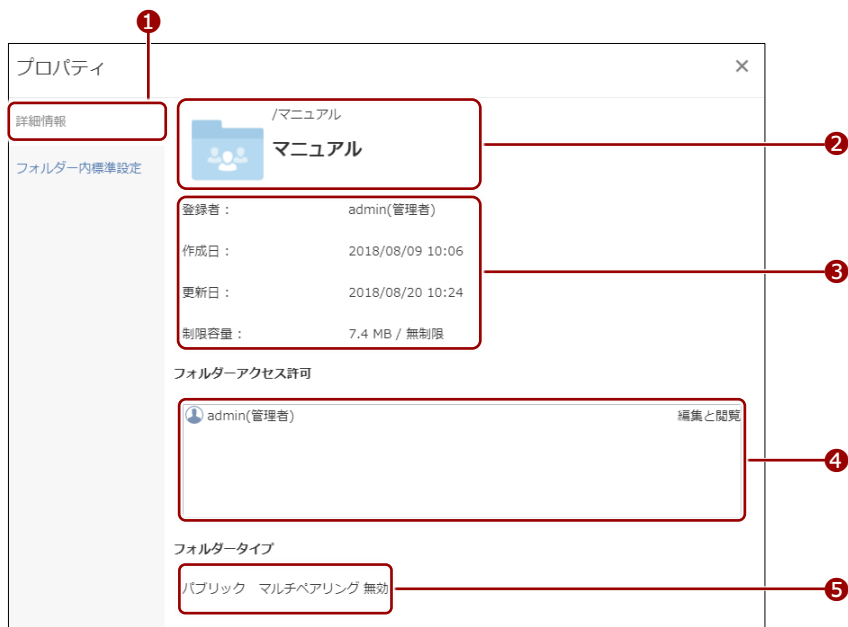 ❶
プロパティ ×
詳細情報
フォルダー内標準設定
/マニュアル
マニュアル
❷
登録者： admin(管理者)
作成日： 2018/08/09 10:06
❸
更新日： 2018/08/20 10:24
制限容量： 7.4 MB / 無制限
フォルダーアクセス許可
admin(管理者) 編集と閲覧
❹
フォルダータイプ
パブリック　マルチペアリング 無効
❺